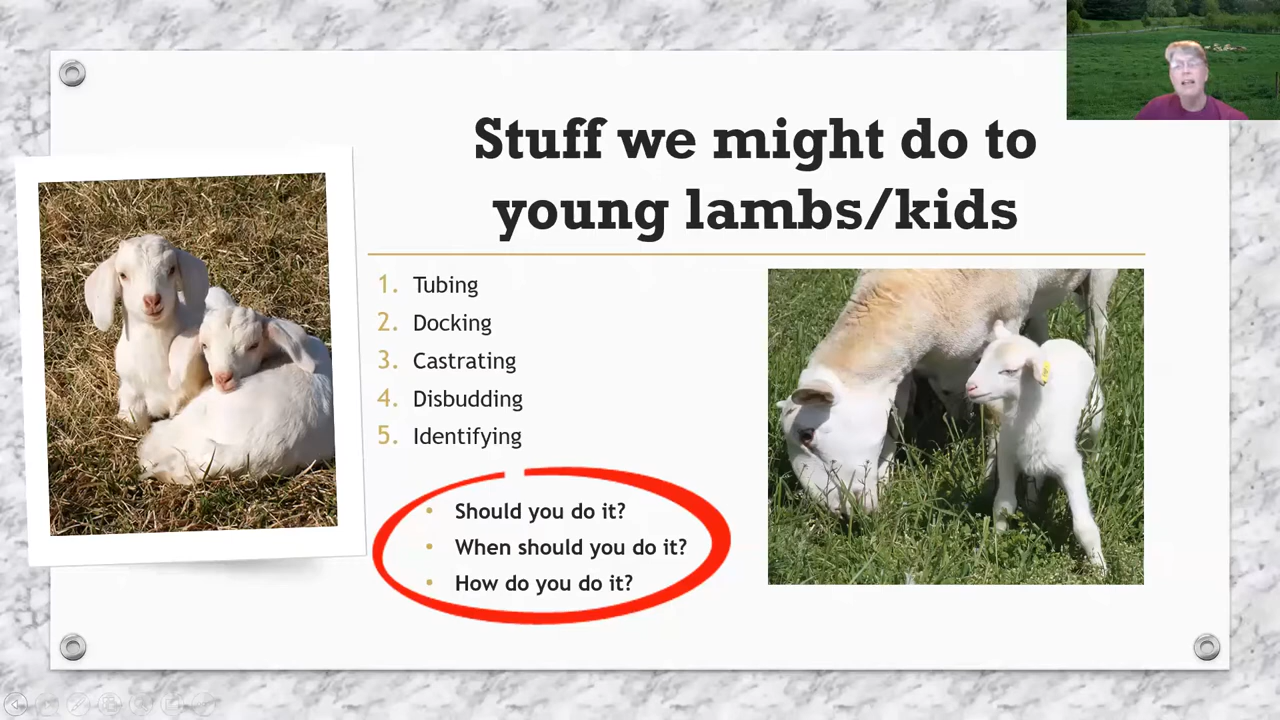 Stuff we might do to
young lambs/kids
1. Tubing
2. Docking
3. Castrating
4. Disbudding
5. Identifying
• Should you do it?
• When should you do it?
• How do you do it?